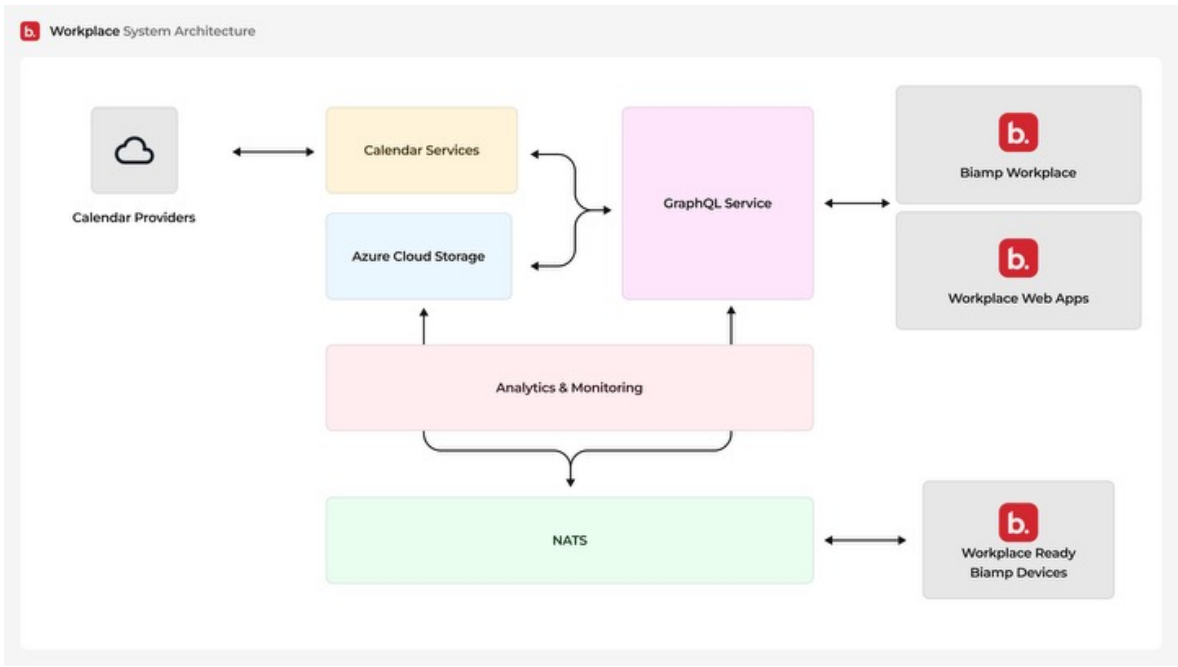 b. Workplace System Architecture
Calendar Providers
Calendar Services
Azure Cloud Storage
GraphQL Service
b.
Biamp Workplace
b.
Workplace Web Apps
Analytics & Monitoring
NATS
b.
Workplace Ready
Biamp Devices